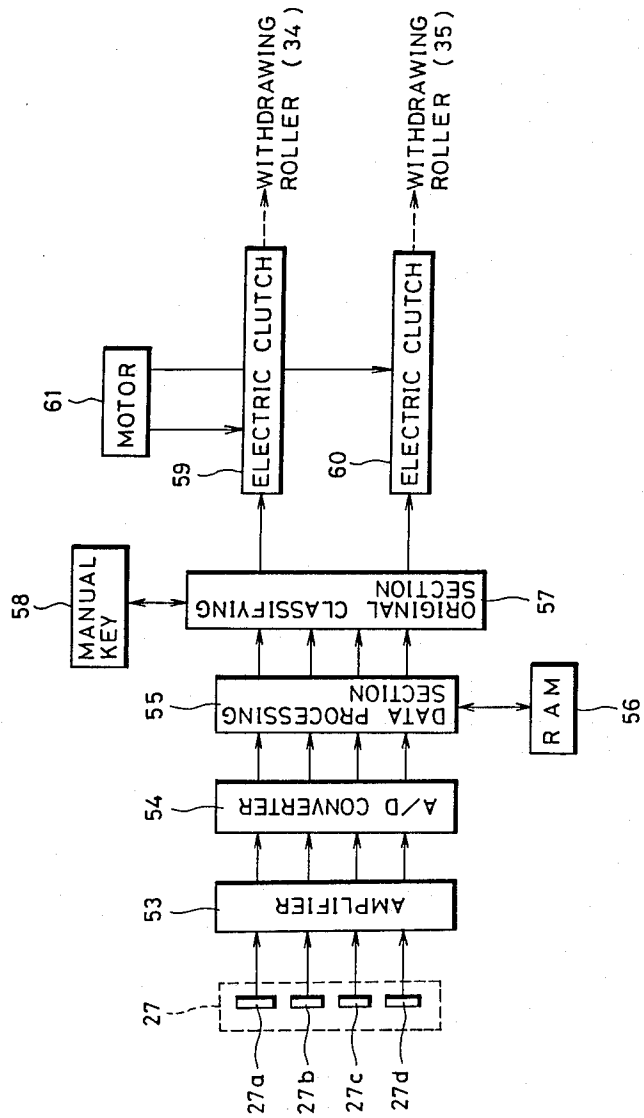 27
27a
27b
27c
27d
53
AMPLIFIER
54
A/D CONVERTER
55
DATA PROCESSING
SECTION
RAM
56
58
MANUAL
KEY
ORIGINAL CLASSIFYING
SECTION
57
61
MOTOR
59
ELECTRIC CLUTCH
60
ELECTRIC CLUTCH
WITHDRAWING
ROLLER (34)
WITHDRAWING
ROLLER (35)